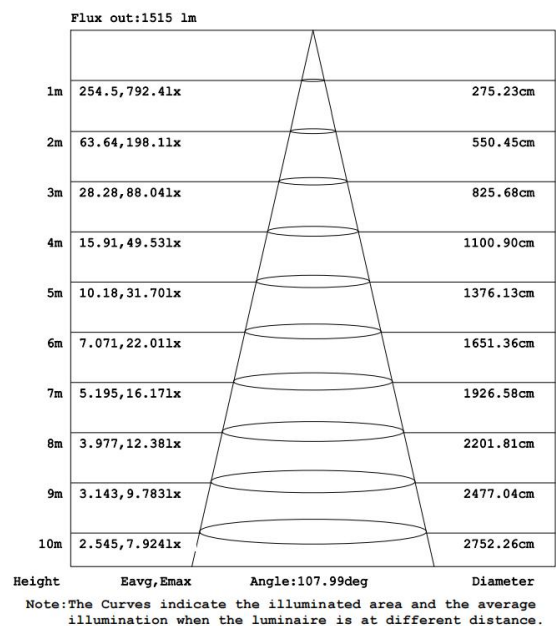 Flux out:1515 lm
1m 254.5,792.4lx 275.23cm
2m 63.64,198.1lx 550.45cm
3m 28.28,88.04lx 825.68cm
4m 15.91,49.53lx 1100.90cm
5m 10.18,31.70lx 1376.13cm
6m 7.071,22.01lx 1651.36cm
7m 5.195,16.17lx 1926.58cm
8m 3.977,12.38lx 2201.81cm
9m 3.143,9.783lx 2477.04cm
10m 2.545,7.924lx 2752.26cm
Height Eavg,Emax Angle:107.99deg Diameter
Note:The Curves indicate the illuminated area and the average
illumination when the luminaire is at different distance.